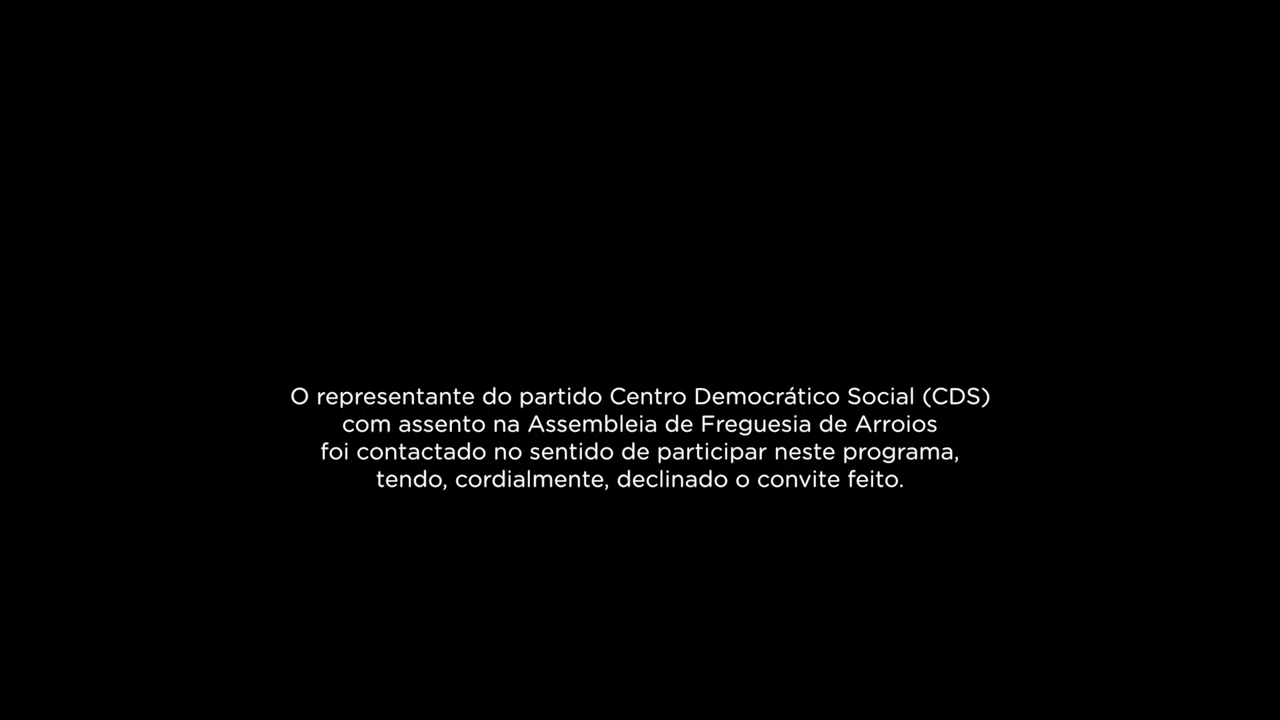 O representante do partido Centro Democrático Social (CDS)
com assento na Assembleia de Freguesia de Arroios
foi contactado no sentido de participar neste programa,
tendo, cordialmente, declinado o convite feito.